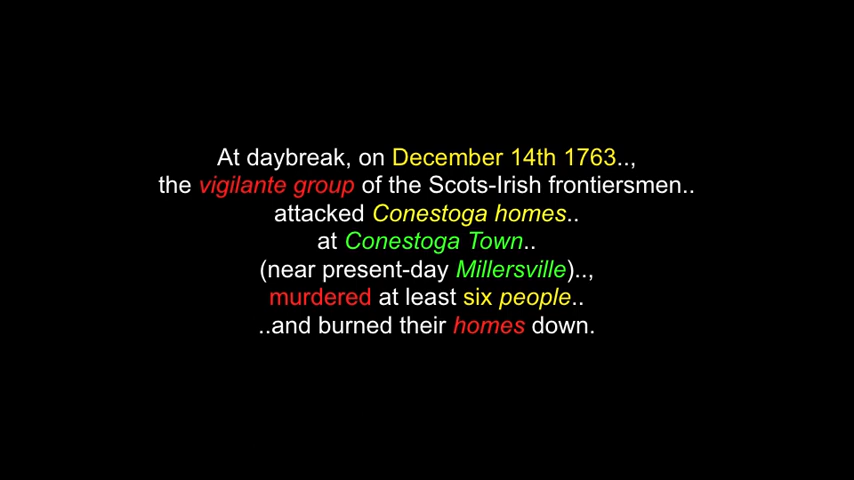 At daybreak, on December 14th 1763..,
the vigilante group of the Scots-Irish frontiersmen..
attacked Conestoga homes..
at Conestoga Town..
(near present-day Millersville)..,
murdered at least six people..
..and burned their homes down.